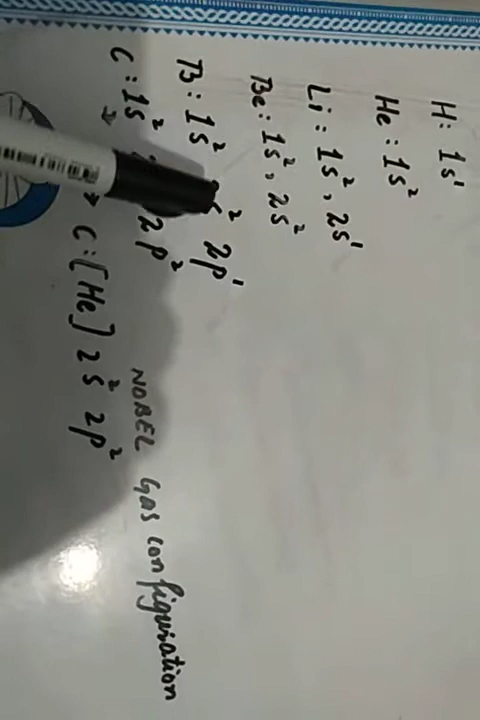 H: 1s¹
He: 1s²
Li: 1s², 2s¹
Be: 1s², 2s²
B: 1s² ² 2p¹
C: 1s² 2p²
→ C: [He] 2s² 2p²
NOBEL GAS configuration